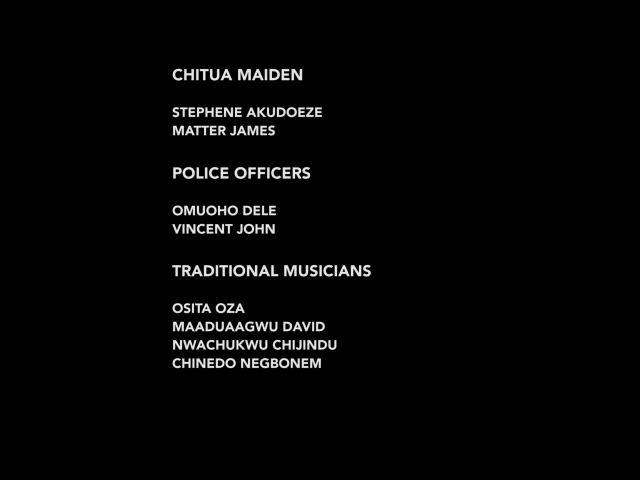 CHITUA MAIDEN
STEPHENE AKUDOEZE
MATTER JAMES
POLICE OFFICERS
OMUOHO DELE
VINCENT JOHN
TRADITIONAL MUSICIANS
OSITA OZA
MAADUAAGWU DAVID
NWACHUKWU CHIJINDU
CHINEDO NEGBONEM